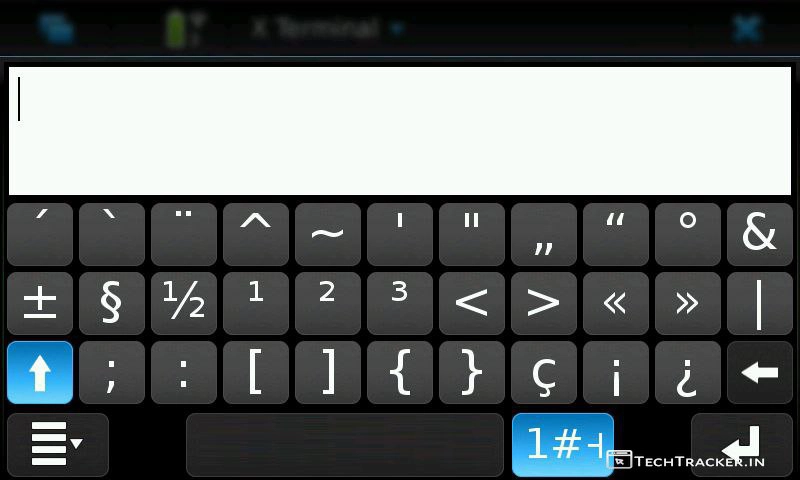 X Terminal
´ ` ¨ ^ ~ ' " „ “ ° &
± § ½ ¹ ² ³ < > « » |
; : [ ] { } ç ¡ ¿
1#+
TECHTRACKER.IN